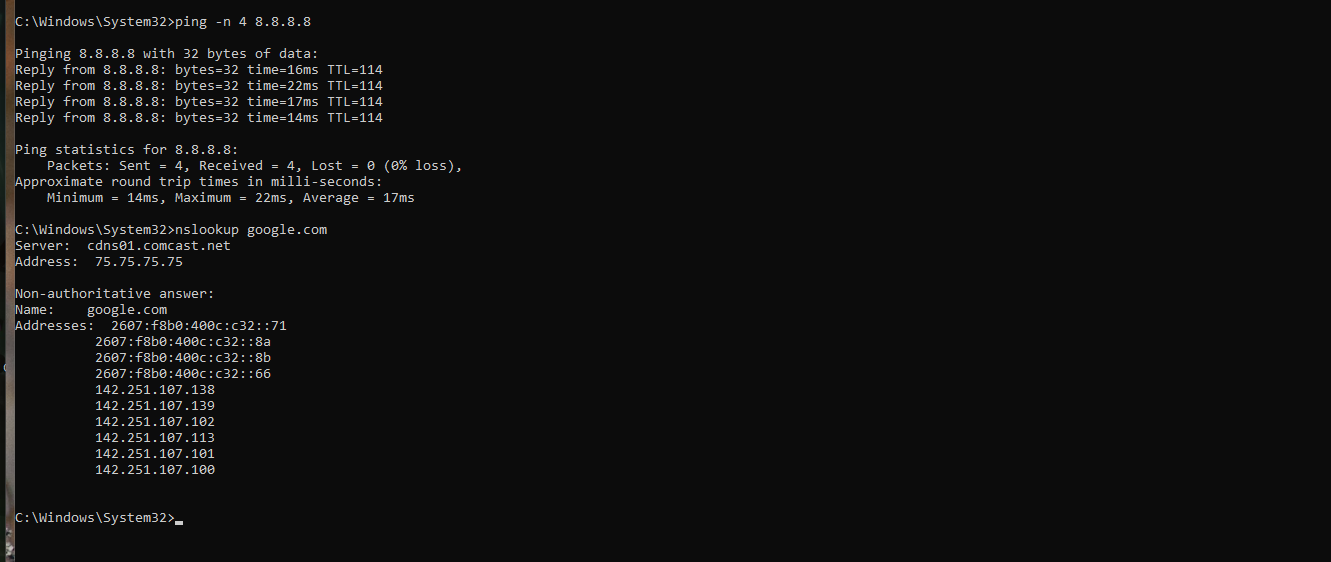 C:\Windows\System32>ping -n 4 8.8.8.8
Pinging 8.8.8.8 with 32 bytes of data:
Reply from 8.8.8.8: bytes=32 time=16ms TTL=114
Reply from 8.8.8.8: bytes=32 time=22ms TTL=114
Reply from 8.8.8.8: bytes=32 time=17ms TTL=114
Reply from 8.8.8.8: bytes=32 time=14ms TTL=114
Ping statistics for 8.8.8.8:
    Packets: Sent = 4, Received = 4, Lost = 0 (0% loss),
Approximate round trip times in milli-seconds:
    Minimum = 14ms, Maximum = 22ms, Average = 17ms
C:\Windows\System32>nslookup google.com
Server:  cdns01.comcast.net
Address:  75.75.75.75
Non-authoritative answer:
Name:    google.com
Addresses:  2607:f8b0:400c:c32::71
          2607:f8b0:400c:c32::8a
          2607:f8b0:400c:c32::8b
          2607:f8b0:400c:c32::66
          142.251.107.138
          142.251.107.139
          142.251.107.102
          142.251.107.113
          142.251.107.101
          142.251.107.100
C:\Windows\System32>